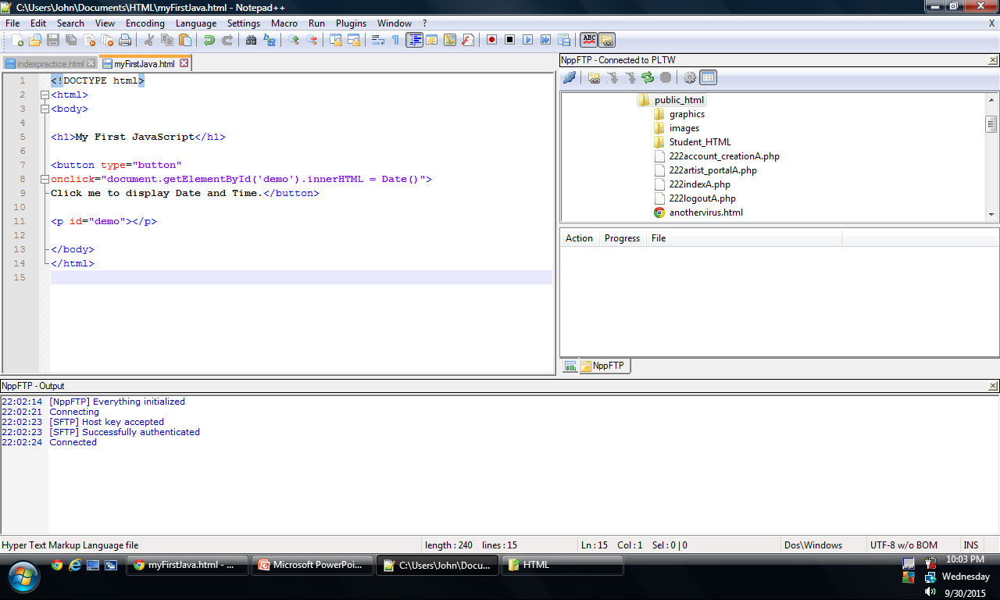 C:\Users\John\Documents\HTML\myFirstJava.html - Notepad++
File Edit Search View Encoding Language Settings Macro Run Plugins Window ? X
indexpractice.html myFirstJava.html
1 <!DOCTYPE html>
2 <html>
3 <body>
4
5 <h1>My First JavaScript</h1>
6
7 <button type="button"
8 onclick="document.getElementById('demo').innerHTML = Date()">
9 Click me to display Date and Time.</button>
10
11 <p id="demo"></p>
12
13 </body>
14 </html>
15
NppFTP - Connected to PLTW
public_html
graphics
images
Student_HTML
222account_creationA.php
222artist_portalA.php
222indexA.php
222logoutA.php
anothervirus.html
Action Progress File
NppFTP
NppFTP - Output
22:02:14 [NppFTP] Everything initialized
22:02:21 Connecting
22:02:23 [SFTP] Host key accepted
22:02:23 [SFTP] Successfully authenticated
22:02:24 Connected
Hyper Text Markup Language file length : 240 lines : 15 Ln : 15 Col : 1 Sel : 0 | 0 Dos\Windows UTF-8 w/o BOM INS
myFirstJava.html - ... Microsoft PowerPoi... C:\Users\John\Docu... HTML
10:03 PM
Wednesday
9/30/2015